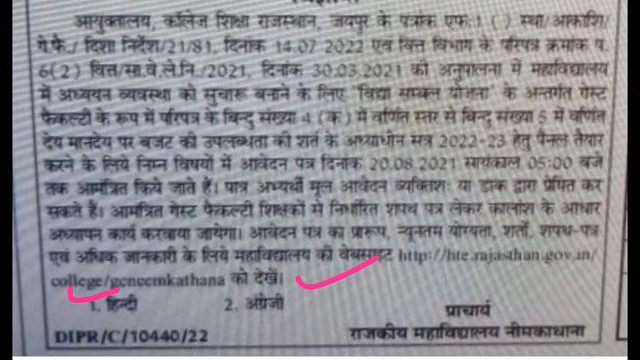 आयुक्तालय, कॉलेज शिक्षा राजस्थान, जयपुर के पत्रांक एफ.1 ( ) स्था/आकाशि/
गे.फै./ दिशा निर्देश/21/81, दिनांक 14.07.2022 एवं वित्त विभाग के परिपत्र क्रमांक प.
6(2) वित्त/सा.वे.ले.नि./2021, दिनांक 30.03.2021 की अनुपालना में महाविद्यालय
में अध्ययन व्यवस्था को सुचारू बनाने के लिए 'विद्या सम्बल योजना' के अन्तर्गत गेस्ट
फैकल्टी के रूप में परिपत्र के बिन्दु संख्या 4 (क) में वर्णित स्तर से बिन्दु संख्या 5 में वर्णित
देय मानदेय पर बजट की उपलब्धता की शर्त के अध्याधीन सत्र 2022-23 हेतु पैनल तैयार
करने के लिये निम्न विषयों में आवेदन पत्र दिनांक 20.08.2021 सायंकाल 05:00 बजे
तक आमंत्रित किये जाते है। पात्र अभ्यर्थी मूल आवेदन व्यक्तिशः या डाक द्वारा प्रेषित कर
सकते है। आमंत्रित गेस्ट फैकल्टी शिक्षकों से निर्धारित शपथ पत्र लेकर कालांश के आधार
अध्यापन कार्य करवाया जायेगा। आवेदन पत्र का प्रारूप, न्यूनतम योग्यता, शर्तो, शपथ-पत्र
एवं अधिक जानकारी के लिये महाविद्यालय की वेबसाइट http://hte.rajasthan.gov.in/
college/gcneemkathana को देखें।
1. हिन्दी 2. अंग्रेजी
प्राचार्य
DIPR/C/10440/22 राजकीय महाविद्यालय नीमकाथाना